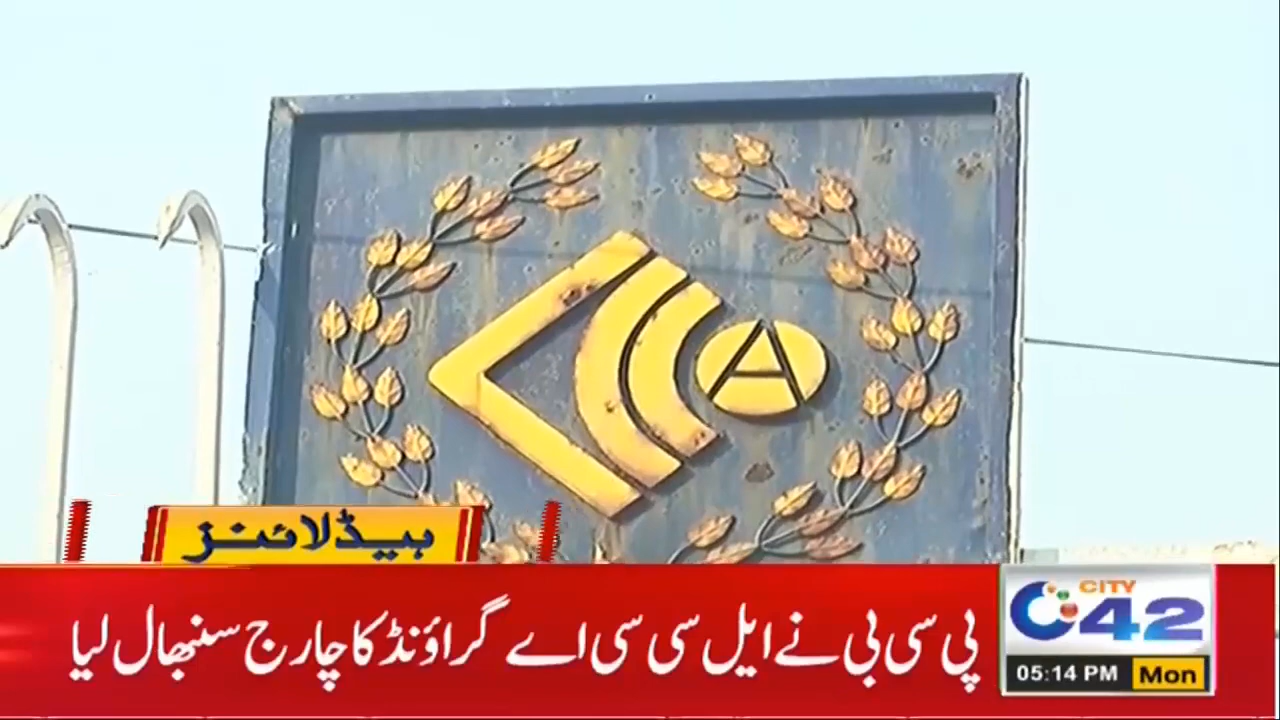 LCCA
ہیڈلائنز
پی سی بی نے ایل سی سی اے گراؤنڈ کا چارج سنبھال لیا
CITY
42
05:14 PM Mon